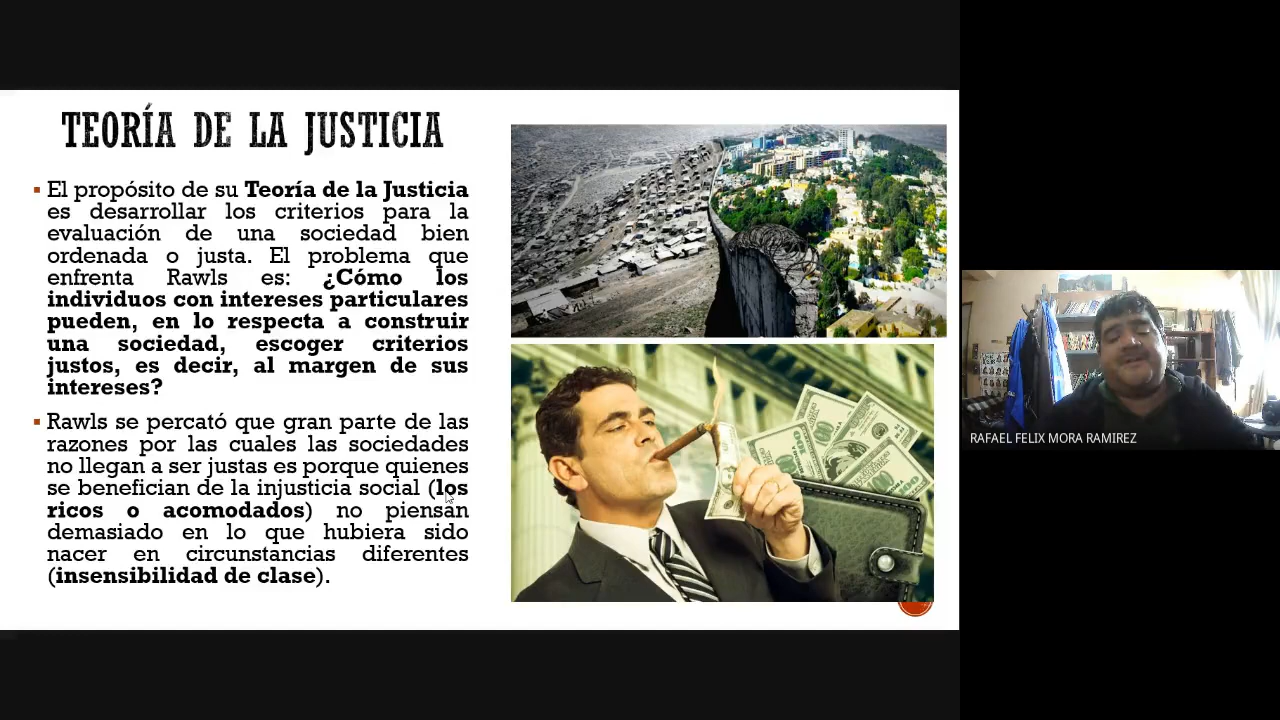 TEORÍA DE LA JUSTICIA
El propósito de su Teoría de la Justicia
es desarrollar los criterios para la
evaluación de una sociedad bien
ordenada o justa. El problema que
enfrenta Rawls es: ¿Cómo los
individuos con intereses particulares
pueden, en lo respecta a construir
una sociedad, escoger criterios
justos, es decir, al margen de sus
intereses?
Rawls se percató que gran parte de las
razones por las cuales las sociedades
no llegan a ser justas es porque quienes
se benefician de la injusticia social (los
ricos o acomodados) no piensan
demasiado en lo que hubiera sido
nacer en circunstancias diferentes
(insensibilidad de clase).
RAFAEL FELIX MORA RAMIREZ